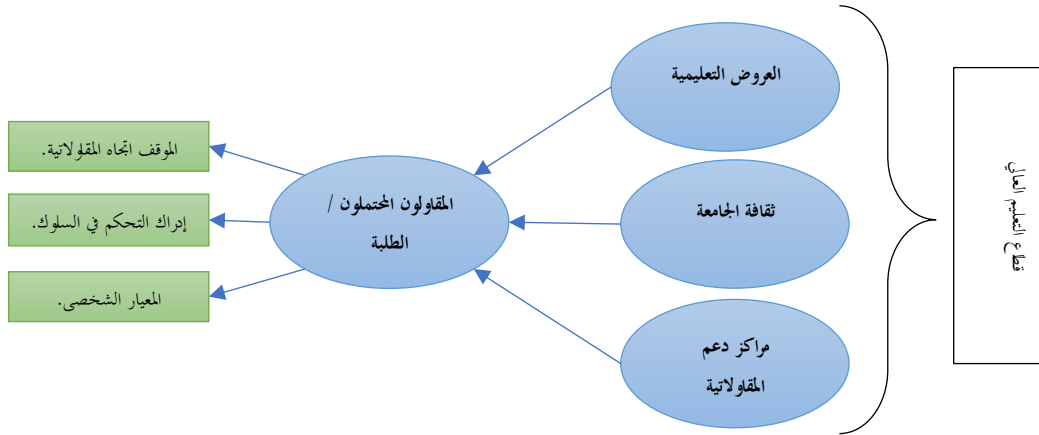 قطاع التعليم العالي
العروض التعليمية
ثقافة الجامعة
مراكز دعم
المقاولاتية
المقاولون المحتملون /
الطلبة
الموقف اتجاه المقاولاتية.
إدراك التحكم في السلوك.
المعيار الشخصي.